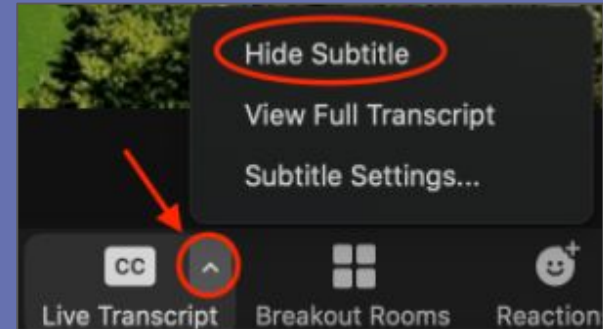 Hide Subtitle
View Full Transcript
Subtitle Settings...
CC
Live Transcript
Breakout Rooms
Reaction